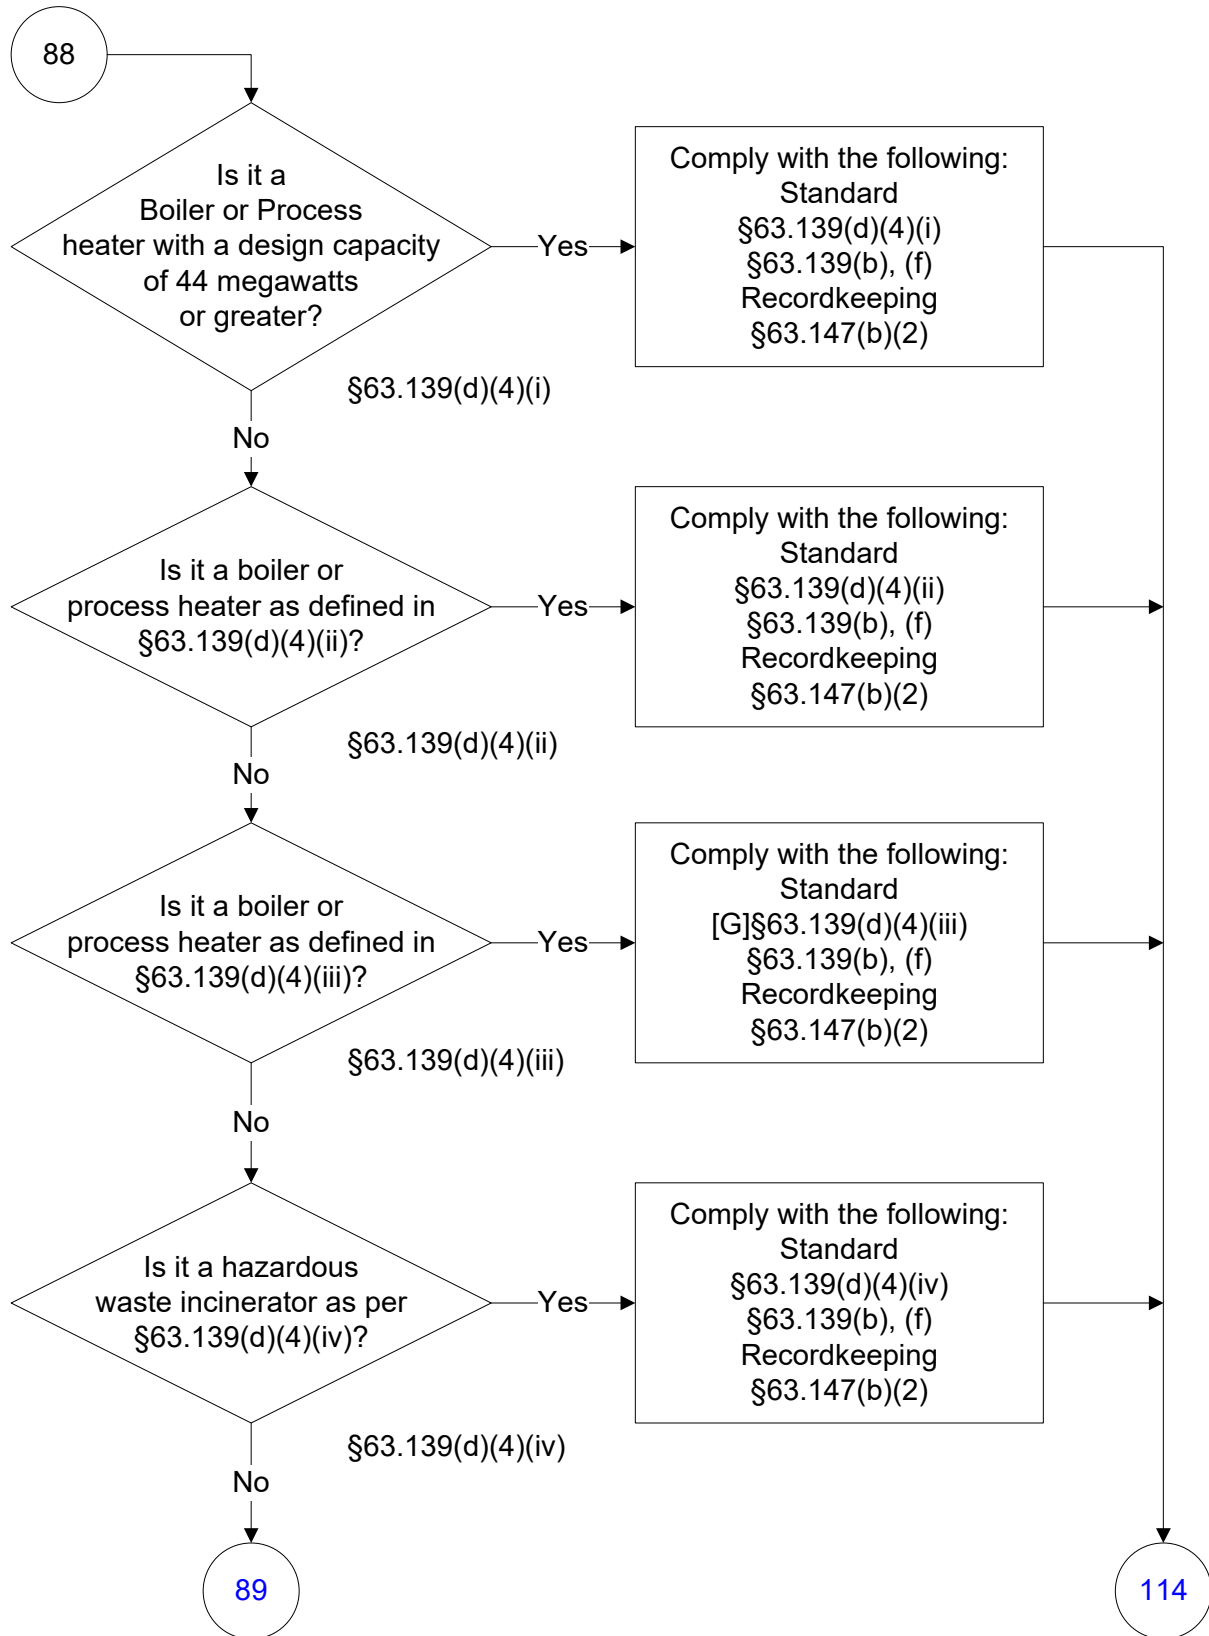 88
Is it a
Boiler or Process
heater with a design capacity
of 44 megawatts
or greater?
Yes
Comply with the following:
Standard
§63.139(d)(4)(i)
§63.139(b), (f)
Recordkeeping
§63.147(b)(2)
§63.139(d)(4)(i)
No
Is it a boiler or
process heater as defined in
§63.139(d)(4)(ii)?
Yes
Comply with the following:
Standard
§63.139(d)(4)(ii)
§63.139(b), (f)
Recordkeeping
§63.147(b)(2)
§63.139(d)(4)(ii)
No
Is it a boiler or
process heater as defined in
§63.139(d)(4)(iii)?
Yes
Comply with the following:
Standard
[G]§63.139(d)(4)(iii)
§63.139(b), (f)
Recordkeeping
§63.147(b)(2)
§63.139(d)(4)(iii)
No
Is it a hazardous
waste incinerator as per
§63.139(d)(4)(iv)?
Yes
Comply with the following:
Standard
§63.139(d)(4)(iv)
§63.139(b), (f)
Recordkeeping
§63.147(b)(2)
§63.139(d)(4)(iv)
No
89
114